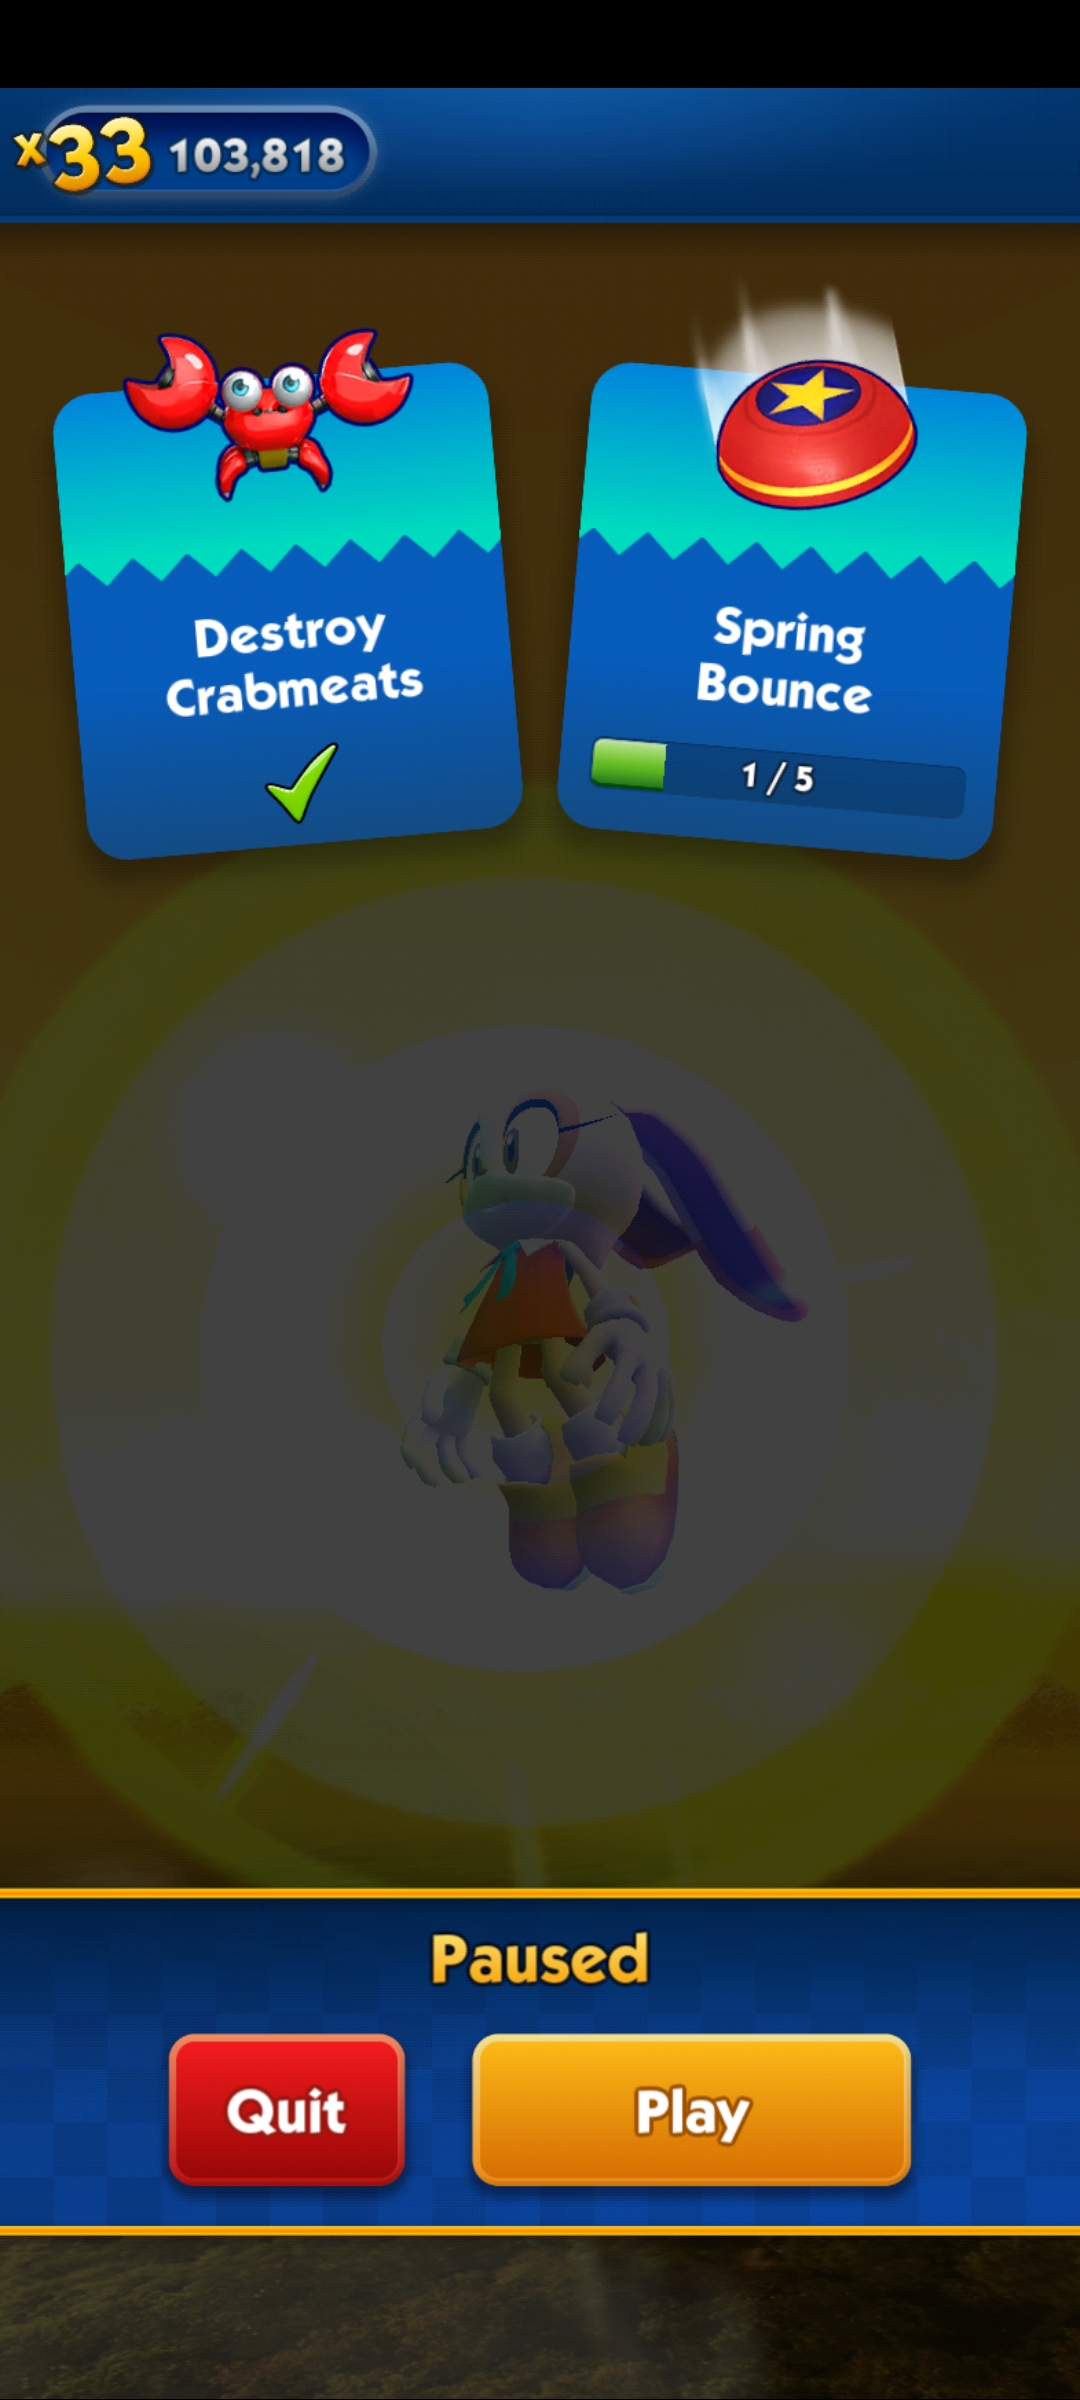 x33 103,818
Destroy
Crabmeats
Spring
Bounce
1 / 5
Paused
Quit
Play